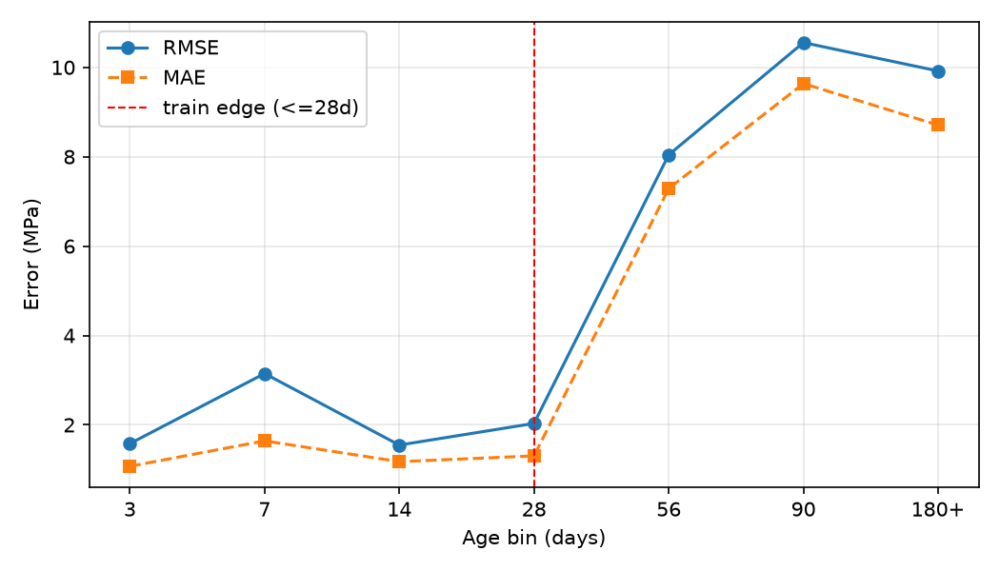 RMSE
MAE
train edge (<=28d)
Error (MPa)
10
8
6
4
2
3 7 14 28 56 90 180+
Age bin (days)